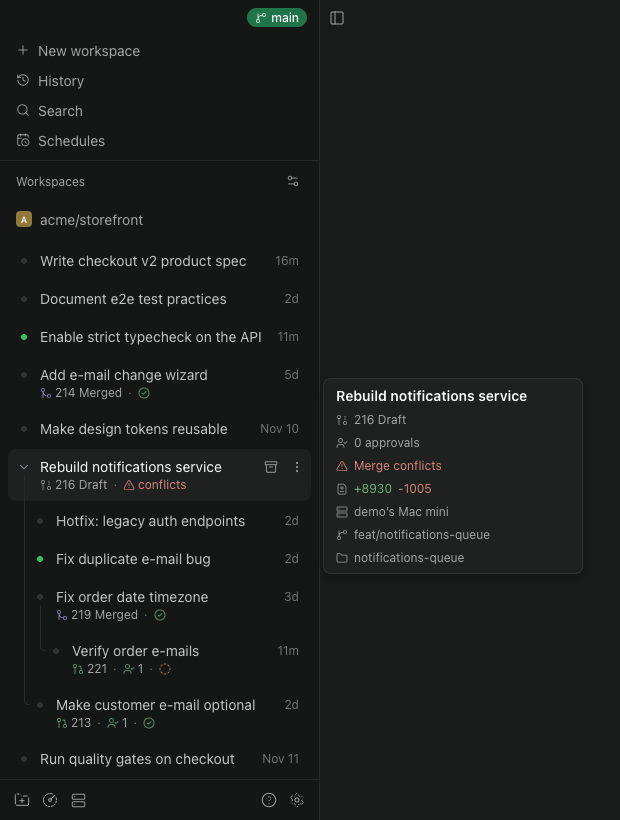 main
New workspace
History
Search
Schedules
Workspaces
A acme/storefront
Write checkout v2 product spec 16m
Document e2e test practices 2d
Enable strict typecheck on the API 11m
Add e-mail change wizard 5d
214 Merged ·
Make design tokens reusable Nov 10
Rebuild notifications service
216 Draft · conflicts
Hotfix: legacy auth endpoints 2d
Fix duplicate e-mail bug 2d
Fix order date timezone 3d
219 Merged ·
Verify order e-mails 11m
221 · 1 ·
Make customer e-mail optional 2d
213 · 1 ·
Run quality gates on checkout Nov 11
Rebuild notifications service
216 Draft
0 approvals
Merge conflicts
+8930 -1005
demo's Mac mini
feat/notifications-queue
notifications-queue